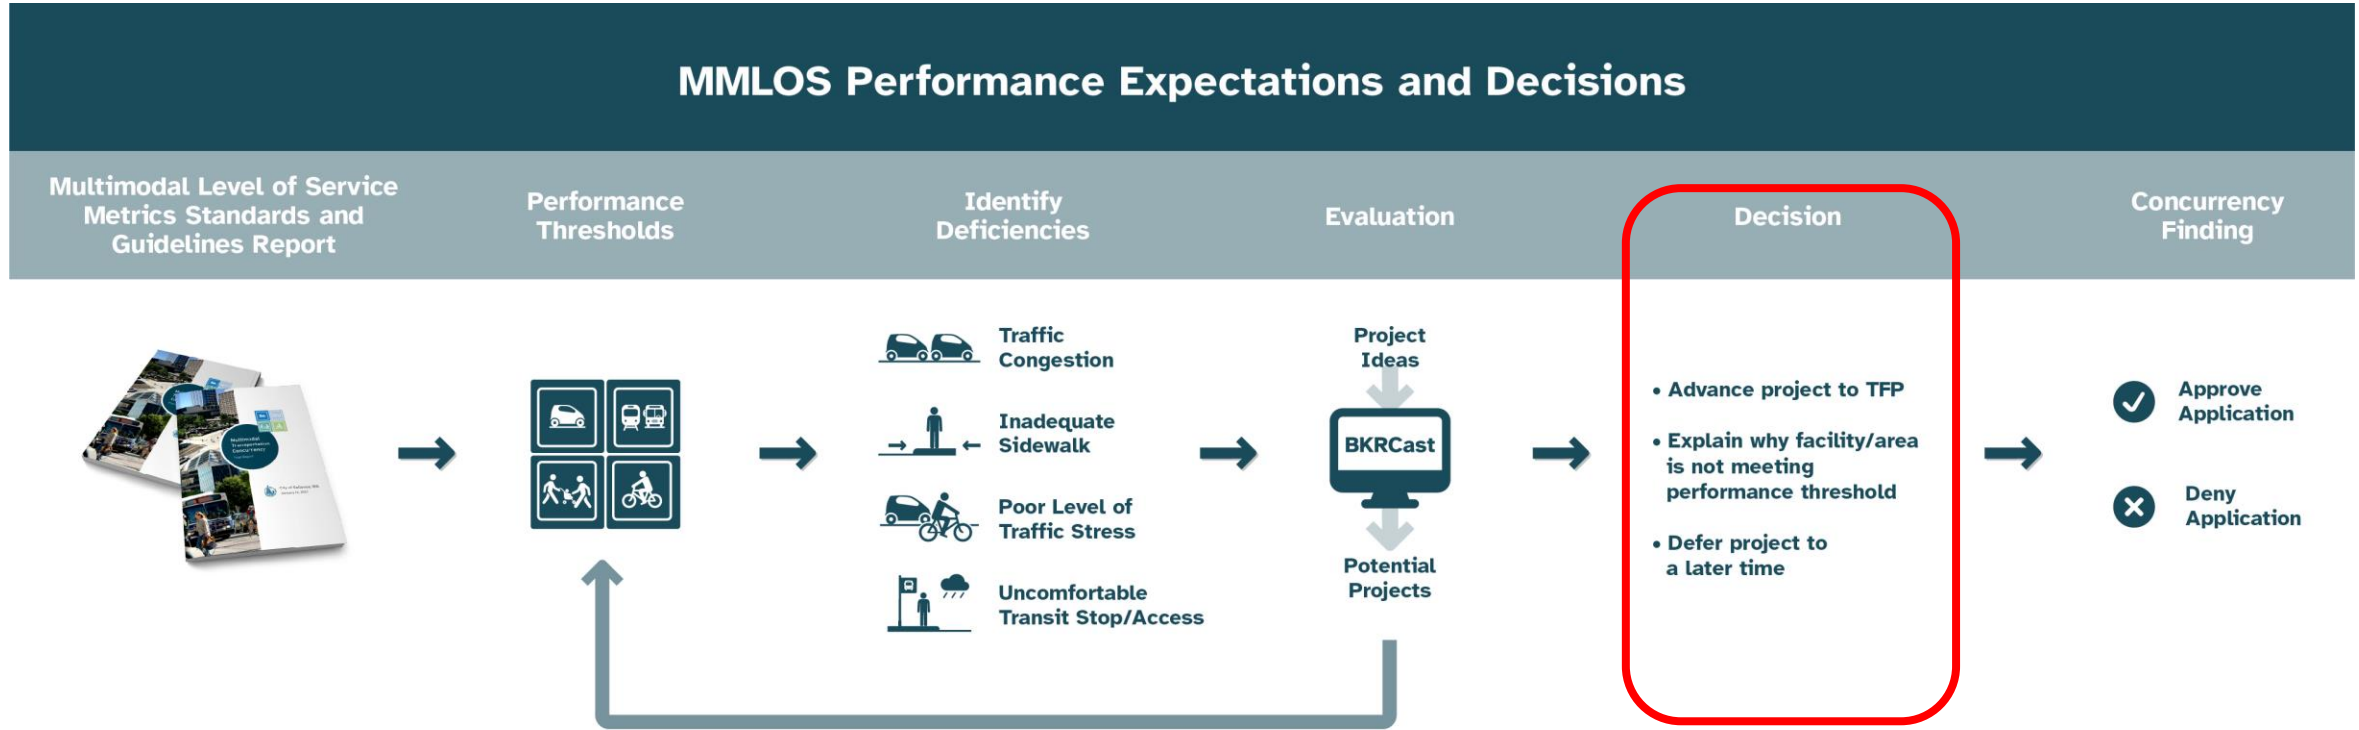 MMLOS Performance Expectations and Decisions
Multimodal Level of Service
Metrics Standards and
Guidelines Report
Performance
Thresholds
Identify
Deficiencies
Evaluation
Decision
Concurrency
Finding
Multimodal
Transportation
Concurrency
Traffic
Congestion
Inadequate
Sidewalk
Poor Level of
Traffic Stress
Uncomfortable
Transit Stop/Access
Project
Ideas
BKRCast
Potential
Projects
• Advance project to TFP
• Explain why facility/area
is not meeting
performance threshold
• Defer project to
a later time
Approve
Application
Deny
Application